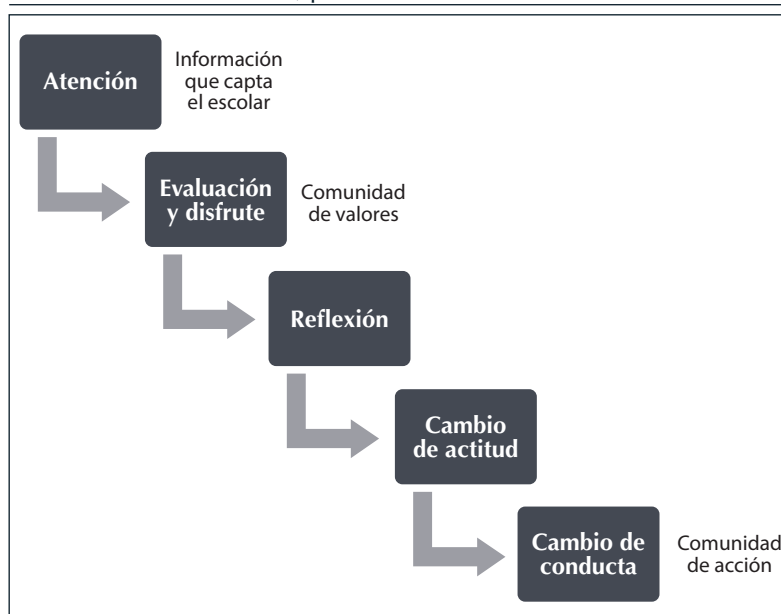 Atención
Información
que capta
el escolar
Evaluación
y disfrute
Comunidad
de valores
Reflexión
Cambio
de actitud
Cambio de
conducta
Comunidad
de acción